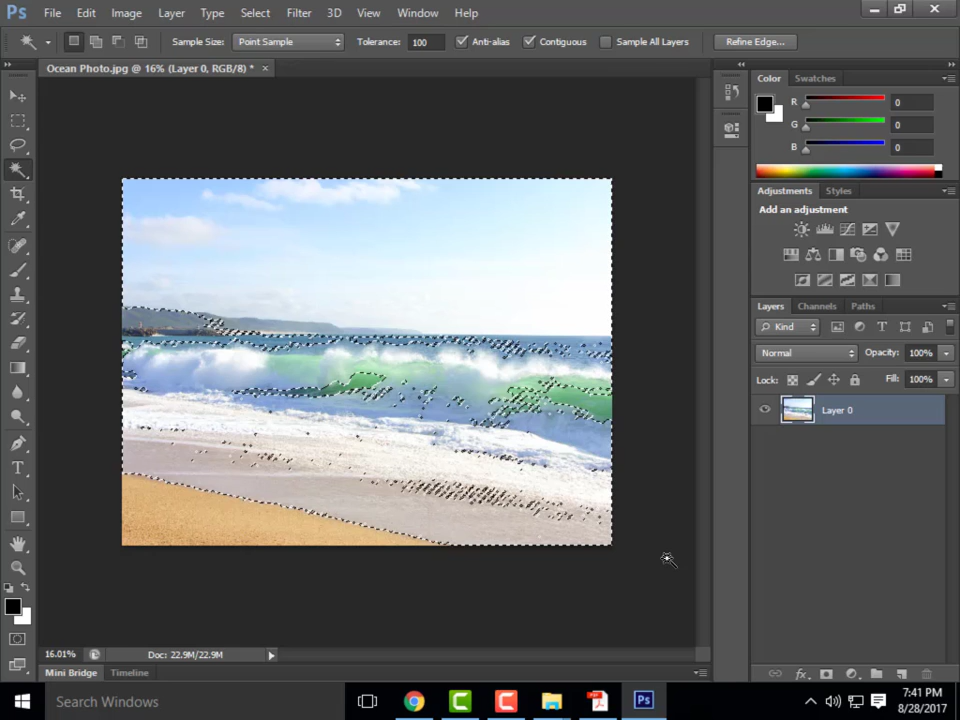 Ps File Edit Image Layer Type Select Filter 3D View Window Help
Sample Size: Point Sample Tolerance: 100 Anti-alias Contiguous Sample All Layers Refine Edge...
Ocean Photo.jpg @ 16% (Layer 0, RGB/8) * ×
Color Swatches
R 0
G 0
B 0
Adjustments Styles
Add an adjustment
Layers Channels Paths
Kind
Normal Opacity: 100%
Lock: Fill: 100%
Layer 0
16.01% Doc: 22.9M/22.9M
Mini Bridge Timeline
Search Windows
Ps
7:41 PM
8/28/2017